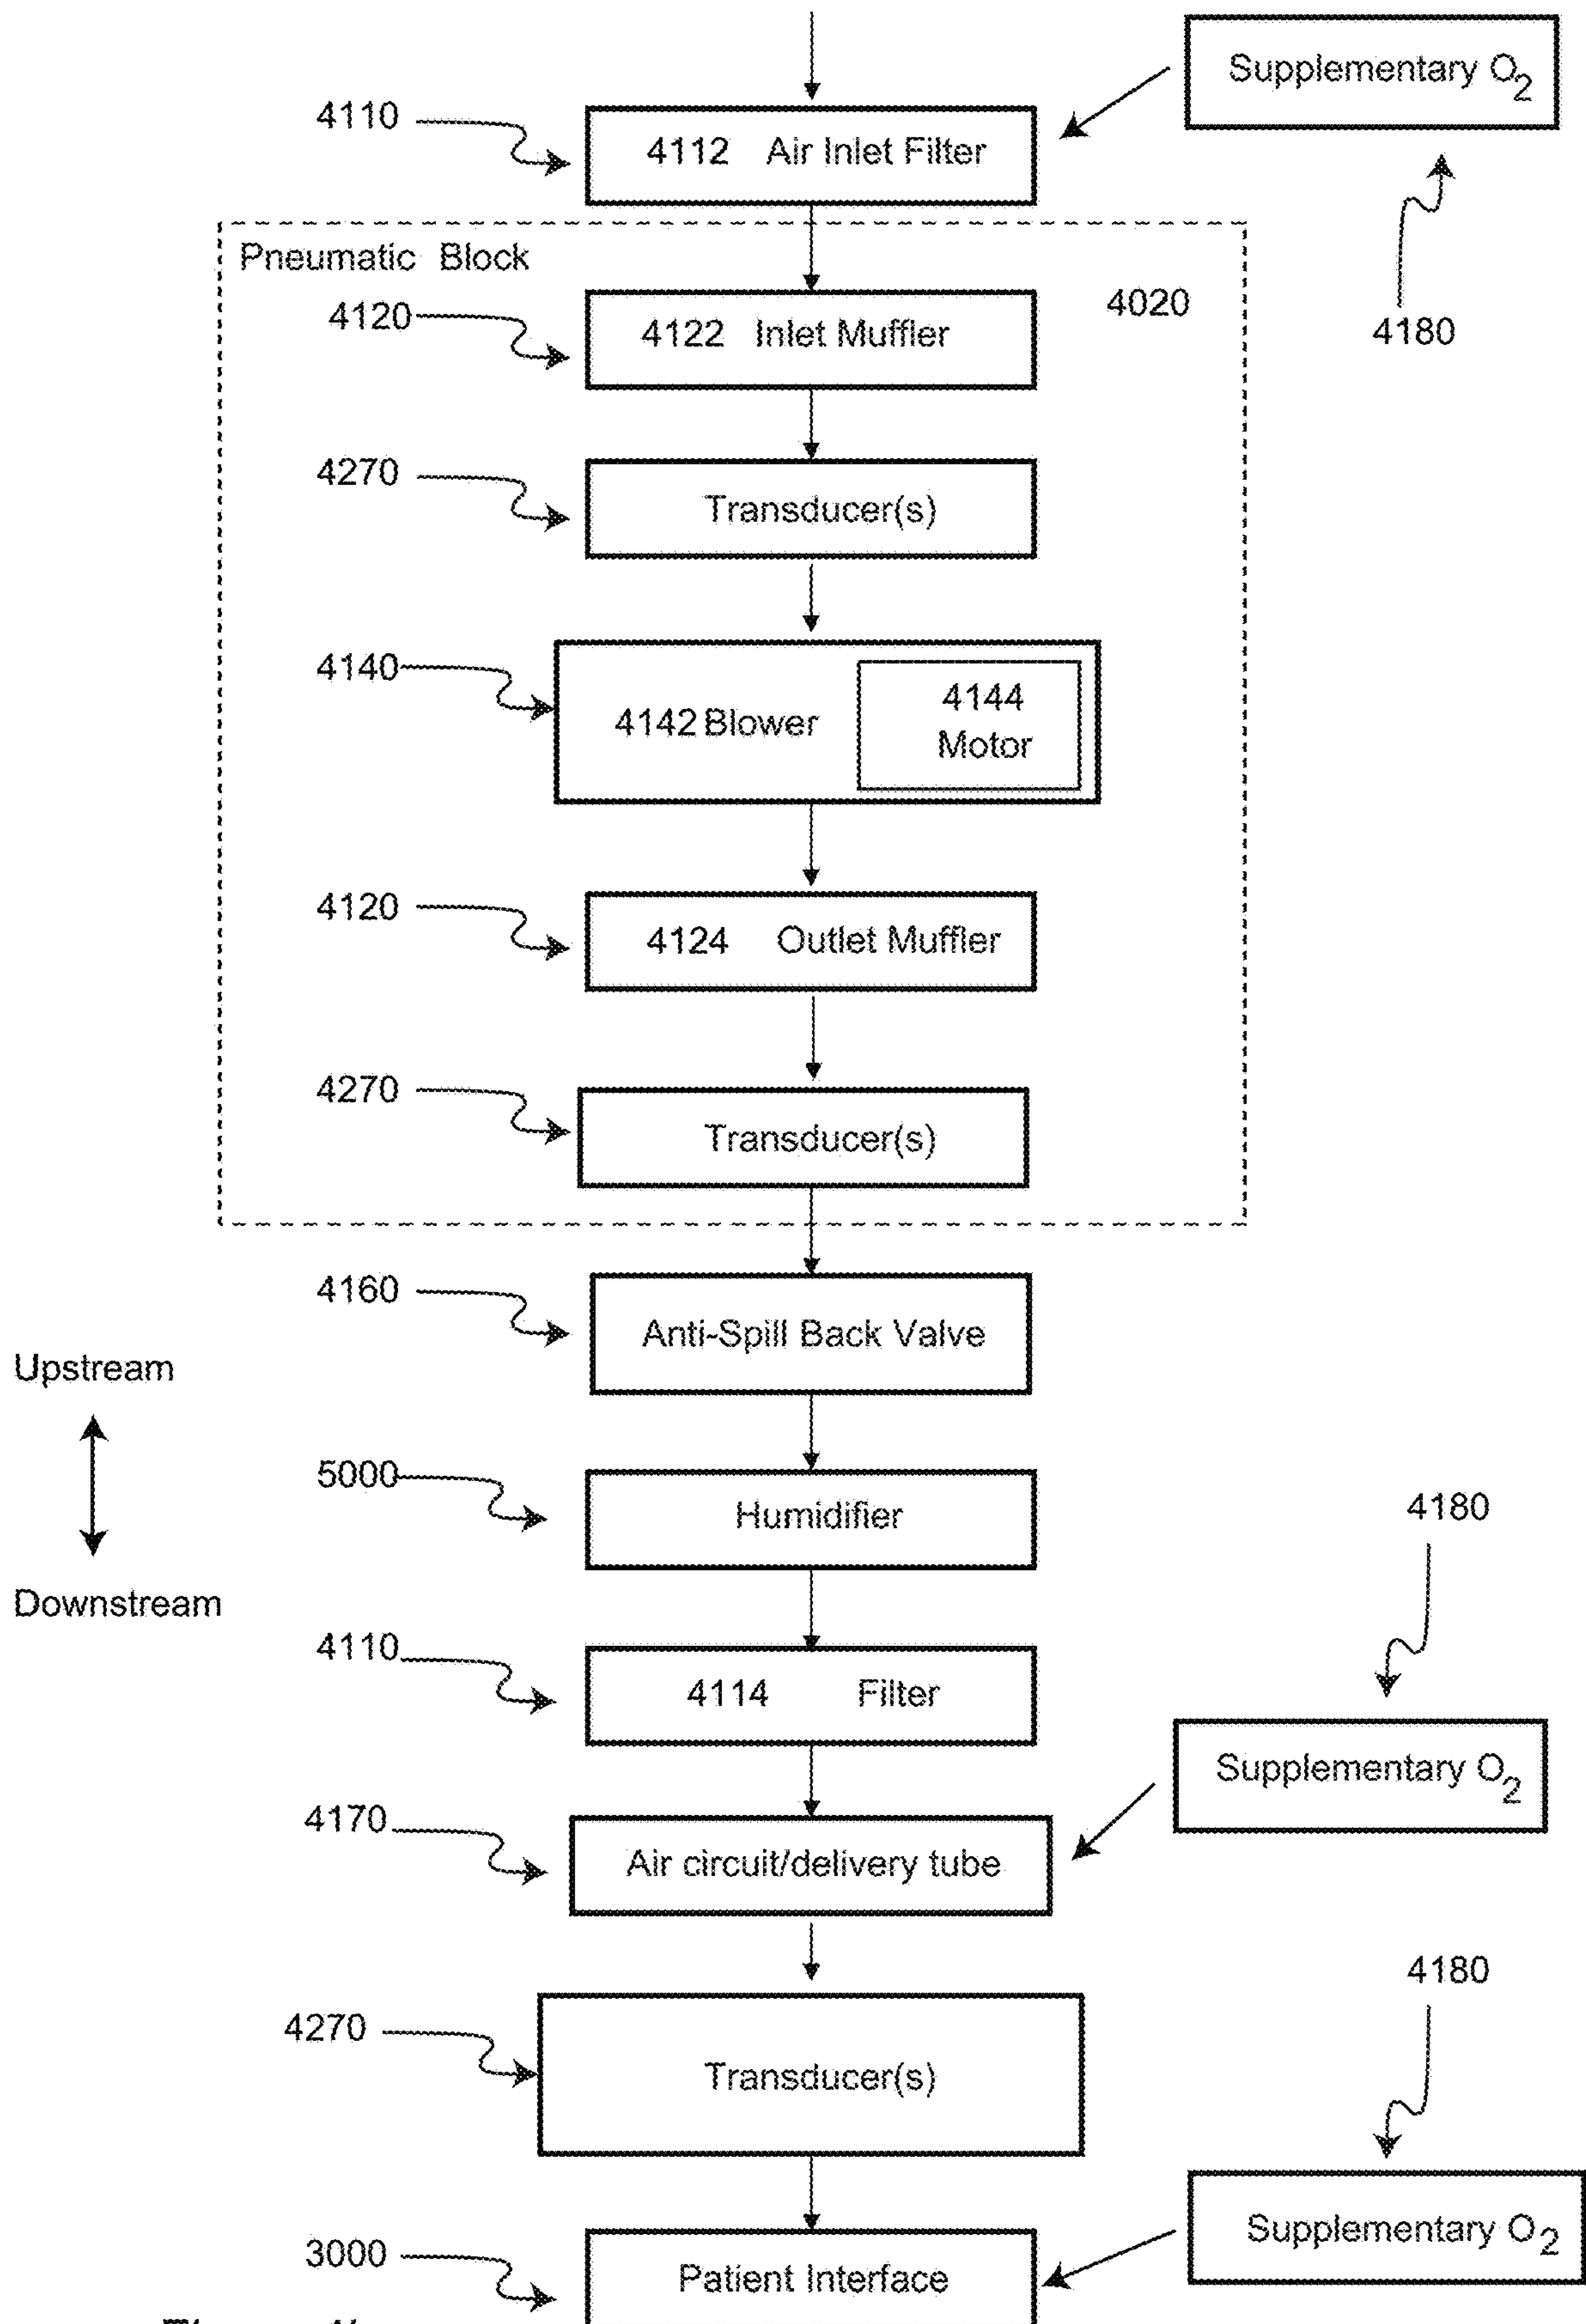 Supplementary O2
4110
4112 Air Inlet Filter
Pneumatic Block
4020
4180
4120
4122 Inlet Muffler
4270
Transducer(s)
4140
4142 Blower
4144
Motor
4120
4124 Outlet Muffler
4270
Transducer(s)
4160
Anti-Spill Back Valve
Upstream
5000
Humidifier
4180
Downstream
4110
4114 Filter
Supplementary O2
4170
Air circuit/delivery tube
4180
4270
Transducer(s)
Supplementary O2
3000
Patient Interface